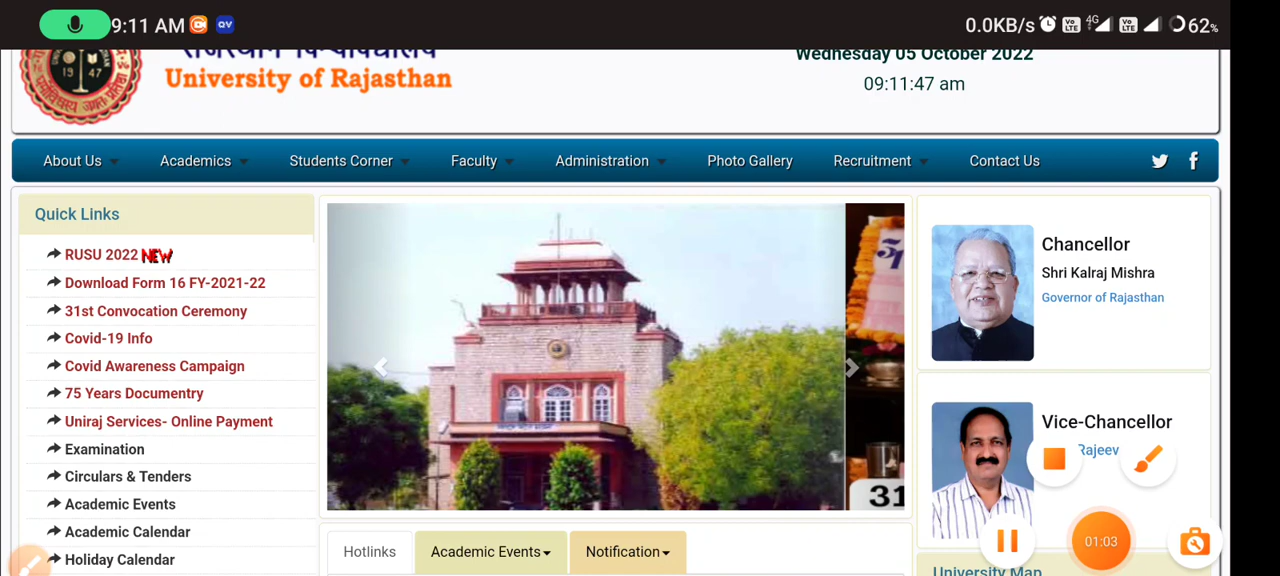 9:11 AM
0.0KB/s
4G
62%
University of Rajasthan
1947
Wednesday 05 October 2022
09:11:47 am
About Us
Academics
Students Corner
Faculty
Administration
Photo Gallery
Recruitment
Contact Us
Quick Links
RUSU 2022 NEW
Download Form 16 FY-2021-22
31st Convocation Ceremony
Covid-19 Info
Covid Awareness Campaign
75 Years Documentry
Uniraj Services- Online Payment
Examination
Circulars & Tenders
Academic Events
Academic Calendar
Holiday Calendar
31
Hotlinks
Academic Events
Notification
Chancellor
Shri Kalraj Mishra
Governor of Rajasthan
Vice-Chancellor
Rajeev
01:03
University Map